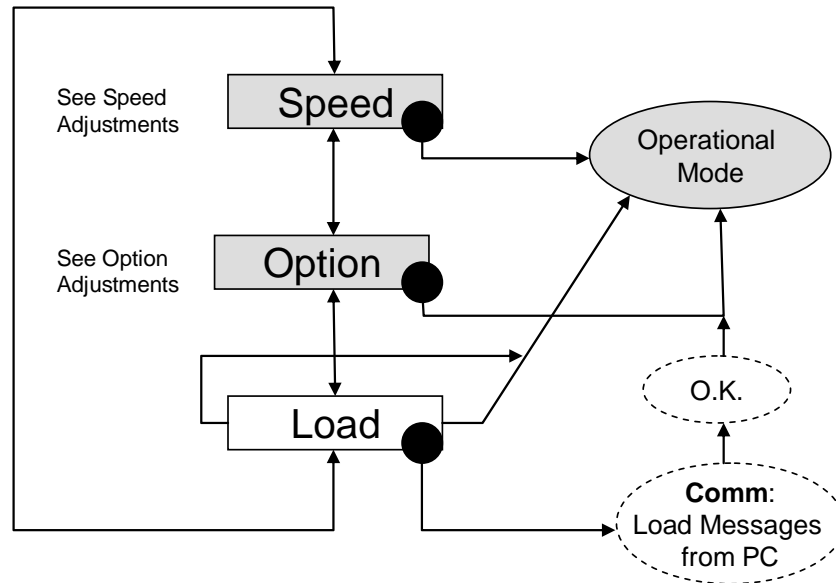 See Speed
Adjustments
Speed
Operational
Mode
See Option
Adjustments
Option
O.K.
Load
Comm:
Load Messages
from PC